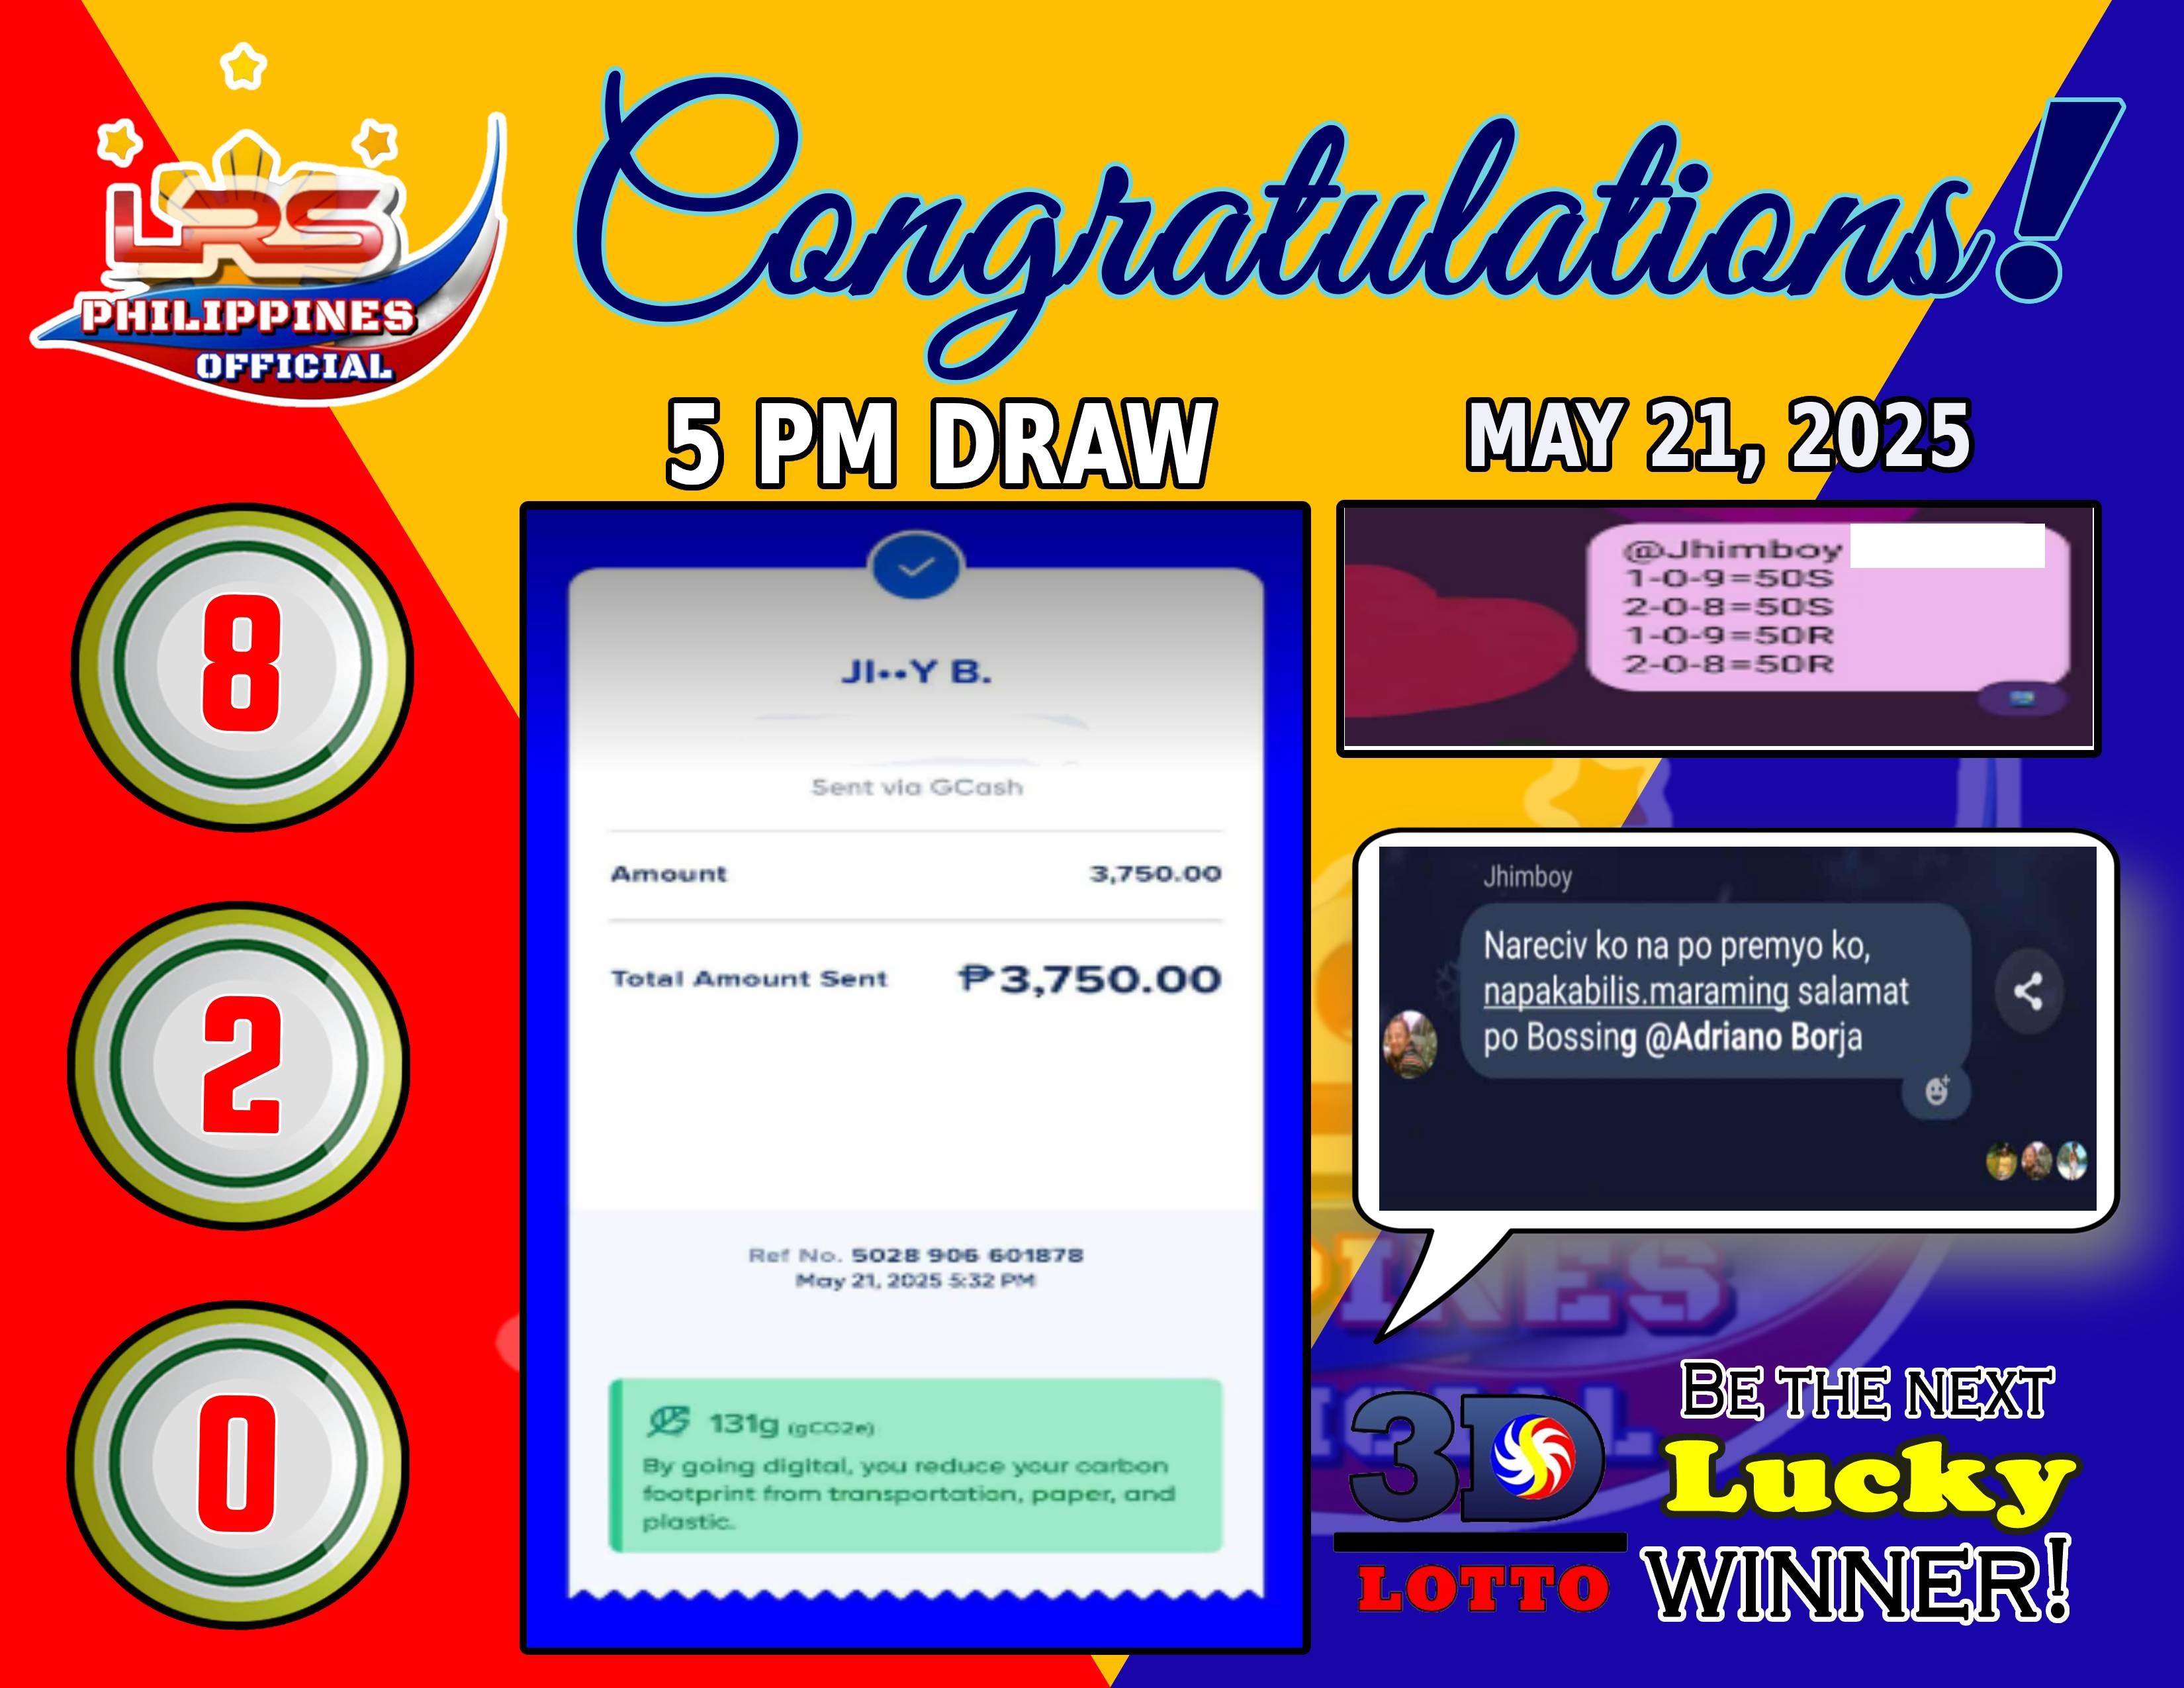 LRS
PHILIPPINES
OFFICIAL
Congratulations!
5 PM DRAW
MAY 21, 2025
8
2
0
JI••Y B.
Sent via GCash
Amount 3,750.00
Total Amount Sent ₱3,750.00
Ref No. 5028 906 601878
May 21, 2025 5:32 PM
131g (gCO2e)
By going digital, you reduce your carbon
footprint from transportation, paper, and
plastic.
@Jhimboy
1-0-9=50S
2-0-8=50S
1-0-9=50R
2-0-8=50R
Jhimboy
Nareciv ko na po premyo ko,
napakabilis.maraming salamat
po Bossing @Adriano Borja
3D
LOTTO
BE THE NEXT
Lucky
WINNER!